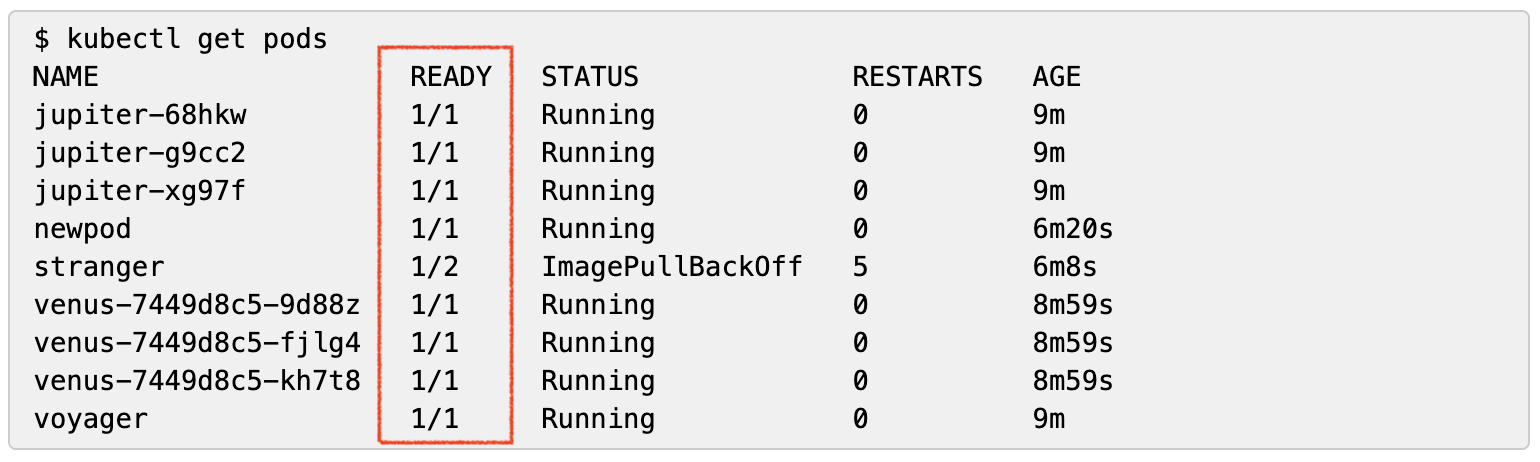 $ kubectl get pods
NAME READY STATUS RESTARTS AGE
jupiter-68hkw 1/1 Running 0 9m
jupiter-g9cc2 1/1 Running 0 9m
jupiter-xg97f 1/1 Running 0 9m
newpod 1/1 Running 0 6m20s
stranger 1/2 ImagePullBackOff 5 6m8s
venus-7449d8c5-9d88z 1/1 Running 0 8m59s
venus-7449d8c5-fjlg4 1/1 Running 0 8m59s
venus-7449d8c5-kh7t8 1/1 Running 0 8m59s
voyager 1/1 Running 0 9m